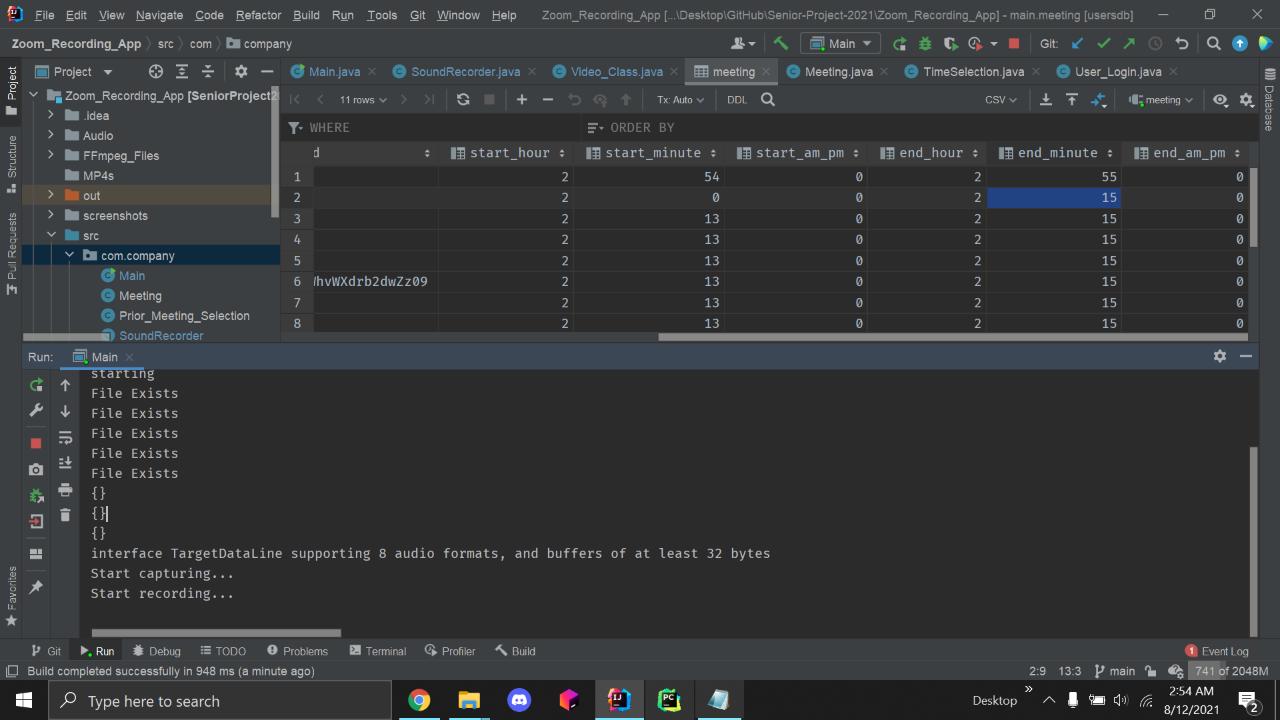 File Edit View Navigate Code Refactor Build Run Tools Git Window Help Zoom_Recording_App [...\Desktop\GitHub\Senior-Project-2021\Zoom_Recording_App] - main.meeting [usersdb]
Zoom_Recording_App src com company Main Git:
Project Main.java SoundRecorder.java Video_Class.java meeting Meeting.java TimeSelection.java User_Login.java
Zoom_Recording_App [SeniorProject2 11 rows Tx: Auto DDL CSV meeting
.idea WHERE ORDER BY
Audio
FFmpeg_Files d start_hour start_minute start_am_pm end_hour end_minute end_am_pm
MP4s 1 2 54 0 2 55 0
out 2 2 0 0 2 15 0
screenshots 3 2 13 0 2 15 0
src 4 2 13 0 2 15 0
com.company 5 2 13 0 2 15 0
Main 6 WhvWXdrb2dwZz09 2 13 0 2 15 0
Meeting 7 2 13 0 2 15 0
Prior_Meeting_Selection 8 2 13 0 2 15 0
SoundRecorder
Project
Structure
Pull Requests
Favorites
Database
Run: Main
starting
File Exists
File Exists
File Exists
File Exists
File Exists
{}
{}
{}
interface TargetDataLine supporting 8 audio formats, and buffers of at least 32 bytes
Start capturing...
Start recording...
Git Run Debug TODO Problems Terminal Profiler Build 1 Event Log
Build completed successfully in 948 ms (a minute ago) 2:9 13:3 main 741 of 2048M
Type here to search Desktop » 2:54 AM
8/12/2021 2